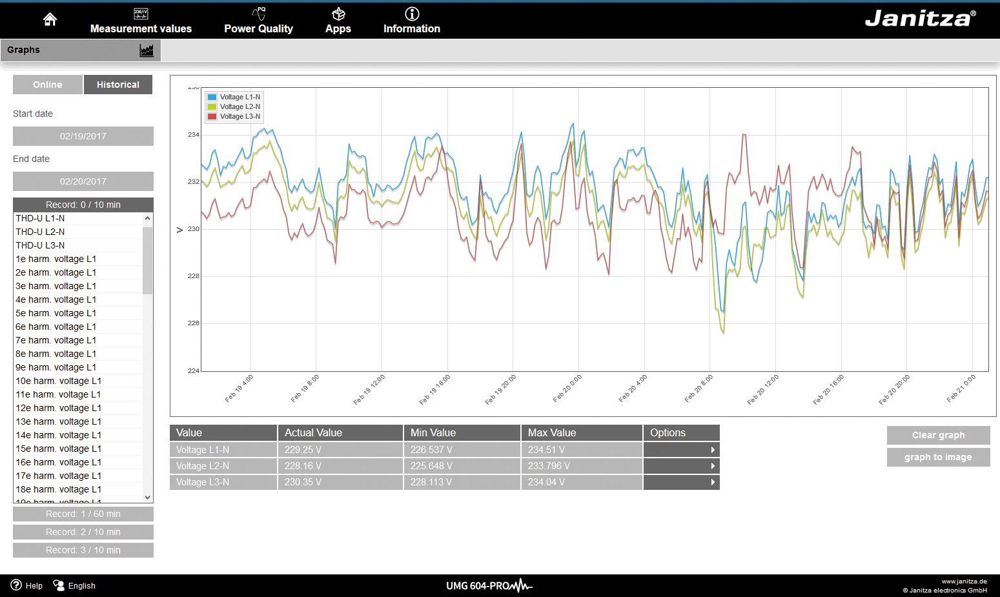 230,1 V
PQ
Measurement values Power Quality Apps Information
Janitza®
Graphs
Online Historical
Start date
02/19/2017
End date
02/20/2017
Record: 0 / 10 min
THD-U L1-N
THD-U L2-N
THD-U L3-N
1e harm. voltage L1
2e harm. voltage L1
3e harm. voltage L1
4e harm. voltage L1
5e harm. voltage L1
6e harm. voltage L1
7e harm. voltage L1
8e harm. voltage L1
9e harm. voltage L1
10e harm. voltage L1
11e harm. voltage L1
12e harm. voltage L1
13e harm. voltage L1
14e harm. voltage L1
15e harm. voltage L1
16e harm. voltage L1
17e harm. voltage L1
18e harm. voltage L1
19e harm. voltage L1
Record: 1 / 60 min
Record: 2 / 10 min
Record: 3 / 10 min
Voltage L1-N
Voltage L2-N
Voltage L3-N
234
232
230
228
226
224
V
Feb 19 4:00 Feb 19 8:00 Feb 19 12:00 Feb 19 16:00 Feb 19 20:00 Feb 20 0:00 Feb 20 4:00 Feb 20 8:00 Feb 20 12:00 Feb 20 16:00 Feb 20 20:00 Feb 21 0:00
Value Actual Value Min Value Max Value Options
Voltage L1-N 229.25 V 226.537 V 234.51 V
Voltage L2-N 228.16 V 225.648 V 233.796 V
Voltage L3-N 230.35 V 228.113 V 234.04 V
Clear graph
graph to image
Help English
UMG 604-PRO
www.janitza.de
© Janitza electronics GmbH